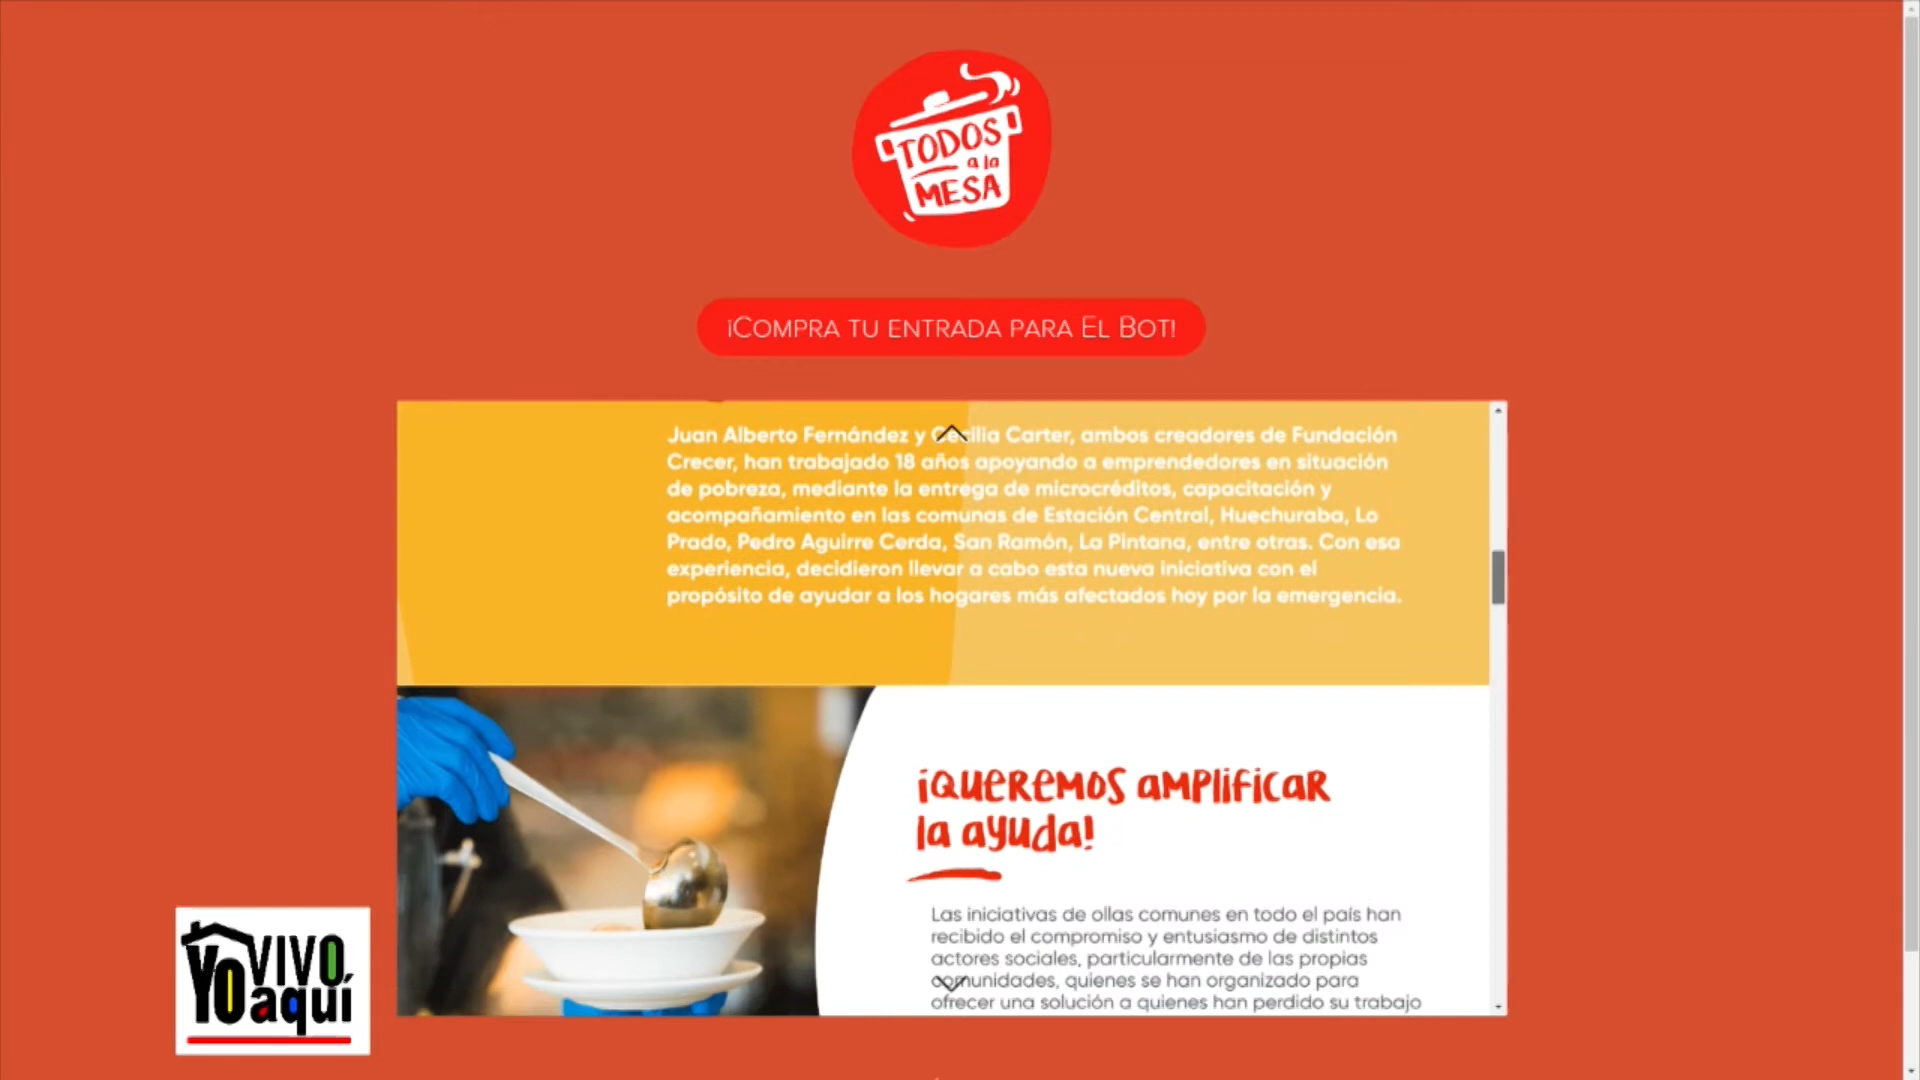 TODOS
a la
MESA
¡COMPRA TU ENTRADA PARA EL BOT!
Juan Alberto Fernández y Cecilia Carter, ambos creadores de Fundación
Crecer, han trabajado 18 años apoyando a emprendedores en situación
de pobreza, mediante la entrega de microcréditos, capacitación y
acompañamiento en las comunas de Estación Central, Huechuraba, Lo
Prado, Pedro Aguirre Cerda, San Ramón, La Pintana, entre otras. Con esa
experiencia, decidieron llevar a cabo esta nueva iniciativa con el
propósito de ayudar a los hogares más afectados hoy por la emergencia.
¡QUEREMOS AMPLIFICAR
la ayuda!
Las iniciativas de ollas comunes en todo el país han
recibido el compromiso y entusiasmo de distintos
actores sociales, particularmente de las propias
comunidades, quienes se han organizado para
ofrecer una solución a quienes han perdido su trabajo
YO VIVO
aquí